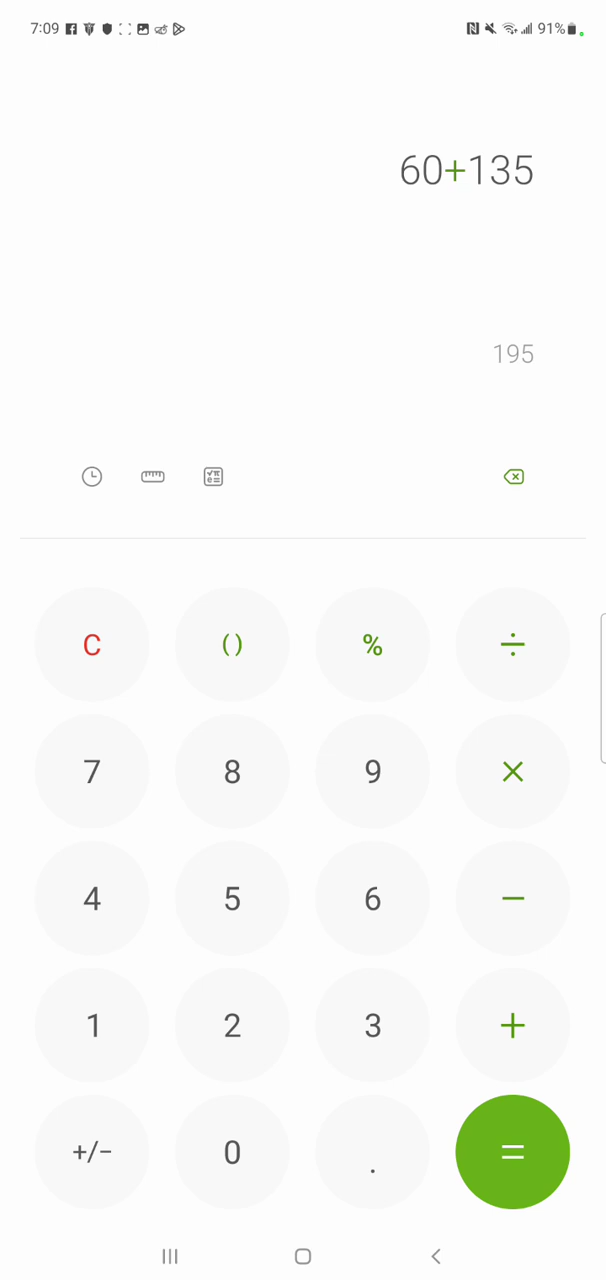 7:09 91%
60+135
195
C ( ) % ÷
7 8 9 ×
4 5 6 −
1 2 3 +
+/− 0 . =